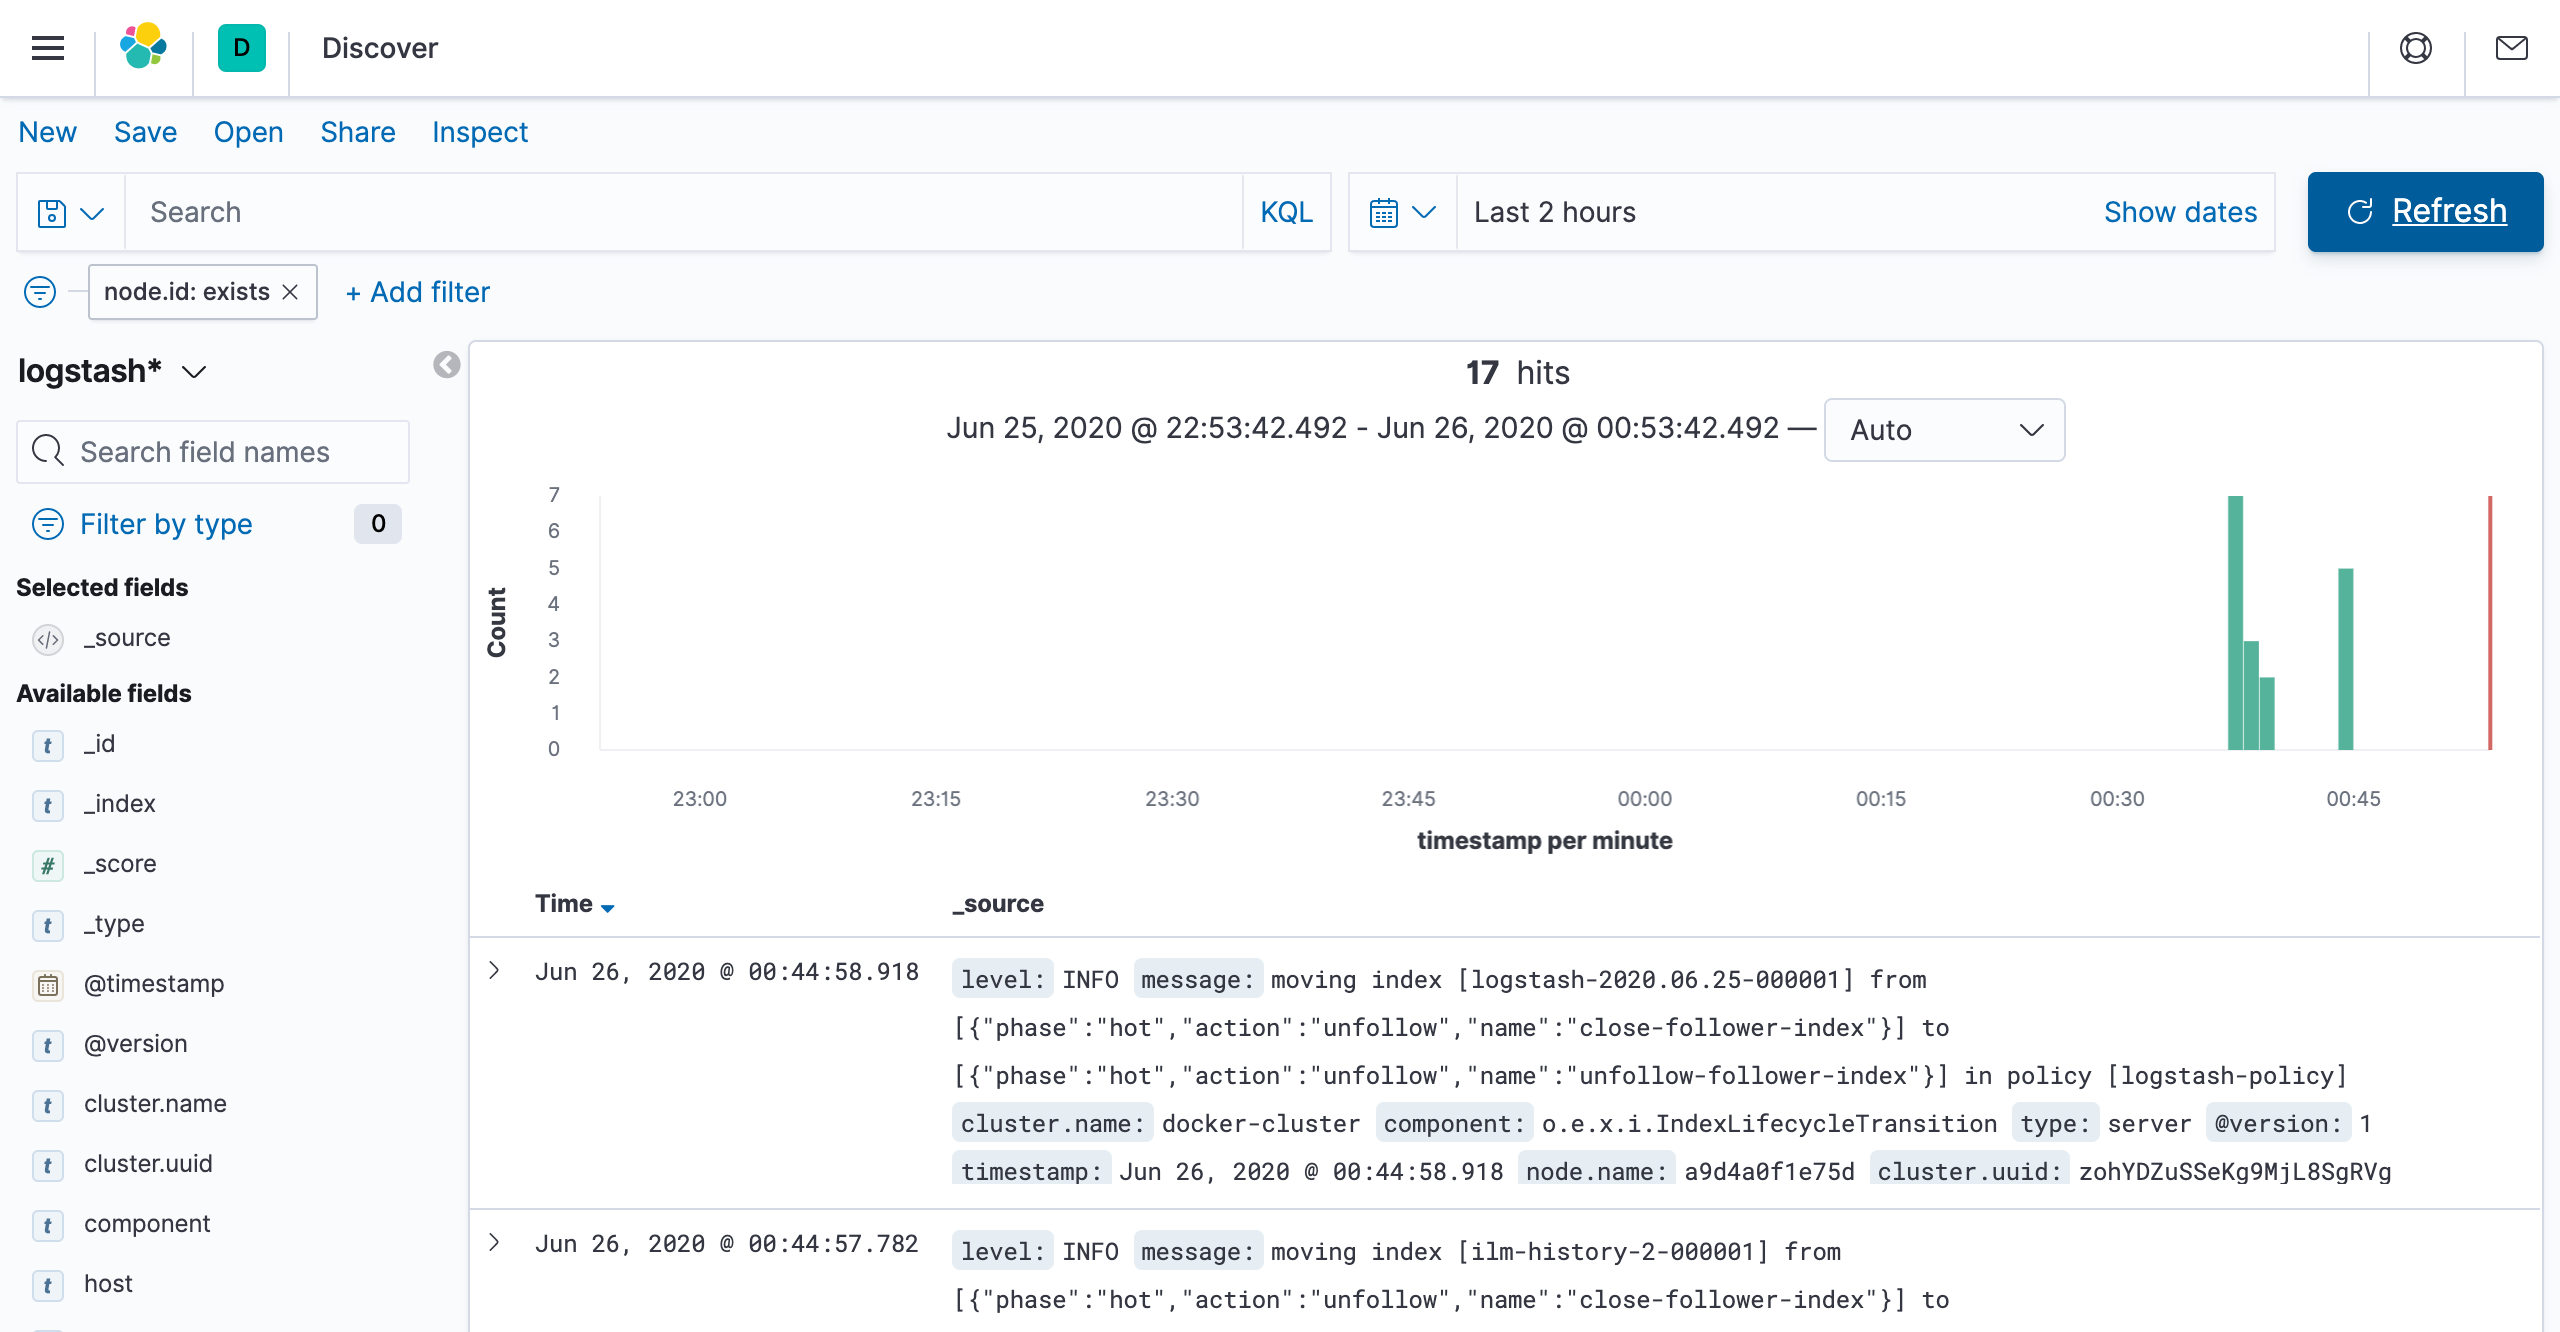 D Discover
New Save Open Share Inspect
Search KQL Last 2 hours Show dates Refresh
node.id: exists + Add filter
logstash*
Search field names
Filter by type 0
Selected fields
_source
Available fields
t _id
t _index
# _score
t _type
@timestamp
t @version
t cluster.name
t cluster.uuid
t component
t host
17 hits
Jun 25, 2020 @ 22:53:42.492 - Jun 26, 2020 @ 00:53:42.492 — Auto
Count
7
6
5
4
3
2
1
0
23:00 23:15 23:30 23:45 00:00 00:15 00:30 00:45
timestamp per minute
Time _source
Jun 26, 2020 @ 00:44:58.918 level: INFO message: moving index [logstash-2020.06.25-000001] from
[{"phase":"hot","action":"unfollow","name":"close-follower-index"}] to
[{"phase":"hot","action":"unfollow","name":"unfollow-follower-index"}] in policy [logstash-policy]
cluster.name: docker-cluster component: o.e.x.i.IndexLifecycleTransition type: server @version: 1
timestamp: Jun 26, 2020 @ 00:44:58.918 node.name: a9d4a0f1e75d cluster.uuid: zohYDZuSSeKg9MjL8SgRVg
Jun 26, 2020 @ 00:44:57.782 level: INFO message: moving index [ilm-history-2-000001] from
[{"phase":"hot","action":"unfollow","name":"close-follower-index"}] to